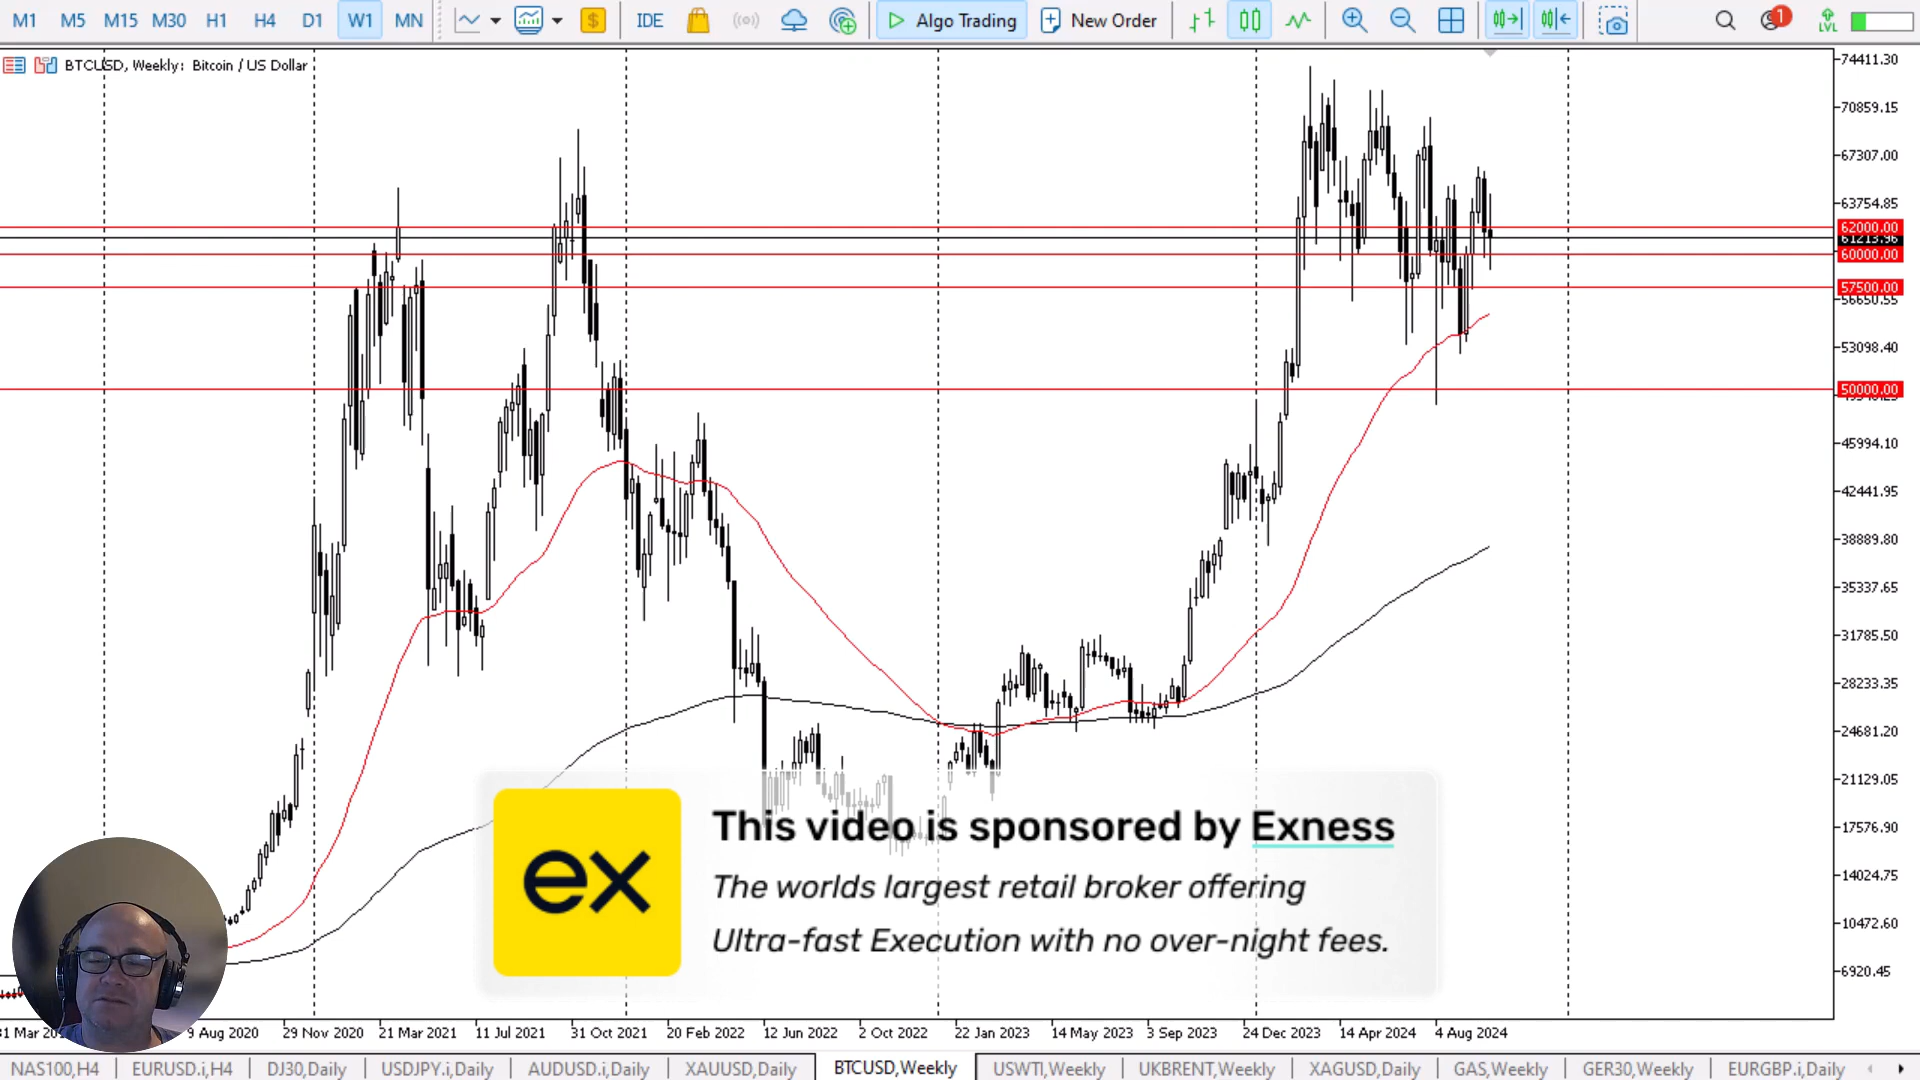 M1 M5 M15 M30 H1 H4 D1 W1 MN $ IDE Algo Trading New Order 1 LVL
BTCUSD, Weekly: Bitcoin / US Dollar
74411.30
70859.15
67307.00
63754.85
62000.00
61213.96
60000.00
57500.00
56650.55
53098.40
50000.00
45994.10
42441.95
38889.80
35337.65
31785.50
28233.35
24681.20
21129.05
17576.90
14024.75
10472.60
6920.45
ex
This video is sponsored by Exness
The worlds largest retail broker offering
Ultra-fast Execution with no over-night fees.
9 Aug 2020 29 Nov 2020 21 Mar 2021 11 Jul 2021 31 Oct 2021 20 Feb 2022 12 Jun 2022 2 Oct 2022 22 Jan 2023 14 May 2023 3 Sep 2023 24 Dec 2023 14 Apr 2024 4 Aug 2024
NAS100,H4 EURUSD.i,H4 DJ30,Daily USDJPY.i,Daily AUDUSD.i,Daily XAUUSD,Daily BTCUSD,Weekly USWTI,Weekly UKBRENT,Weekly XAGUSD,Daily GAS,Weekly GER30,Weekly EURGBP.i,Daily